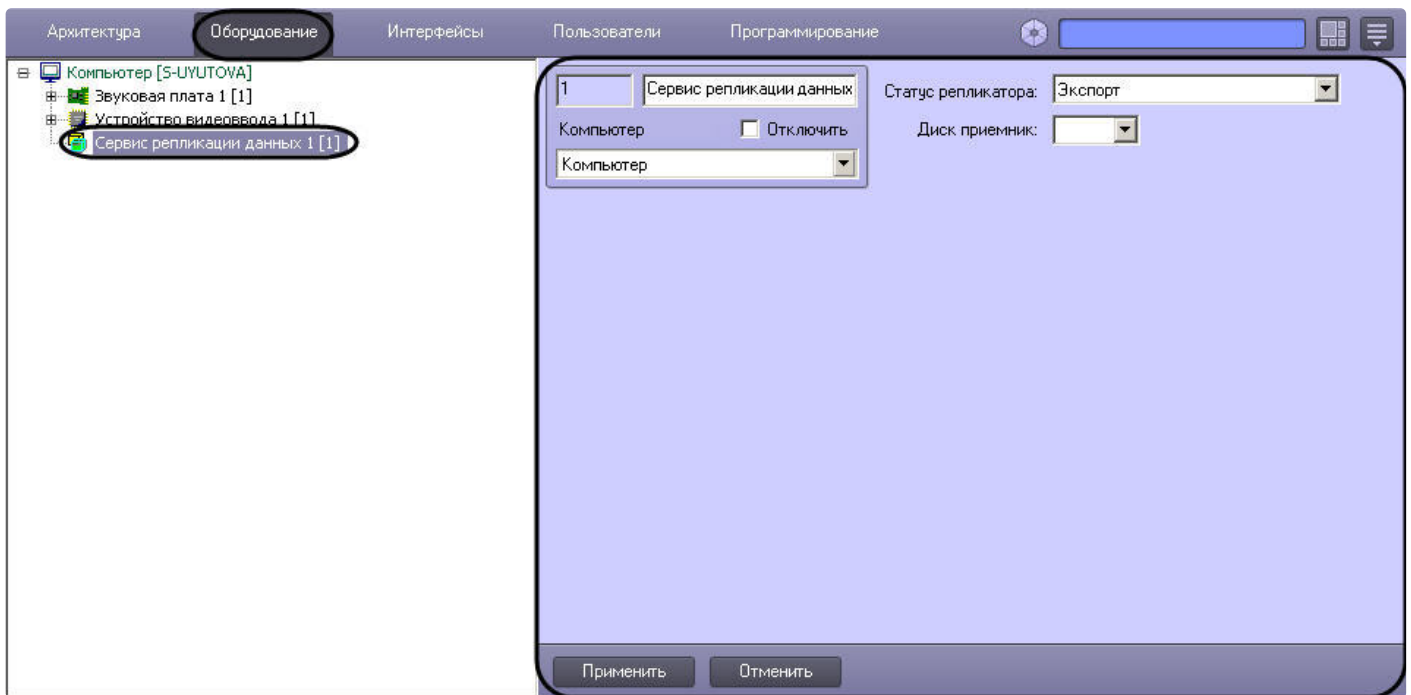 Архитектура Оборудование Интерфейсы Пользователи Программирование
Компьютер [S-UYUTOVA]
Звуковая плата 1 [1]
Устройство видеоввода 1 [1]
Сервис репликации данных 1 [1]
1 Сервис репликации данных
Компьютер Отключить
Компьютер
Статус репликатора: Экспорт
Диск приемник:
Применить Отменить